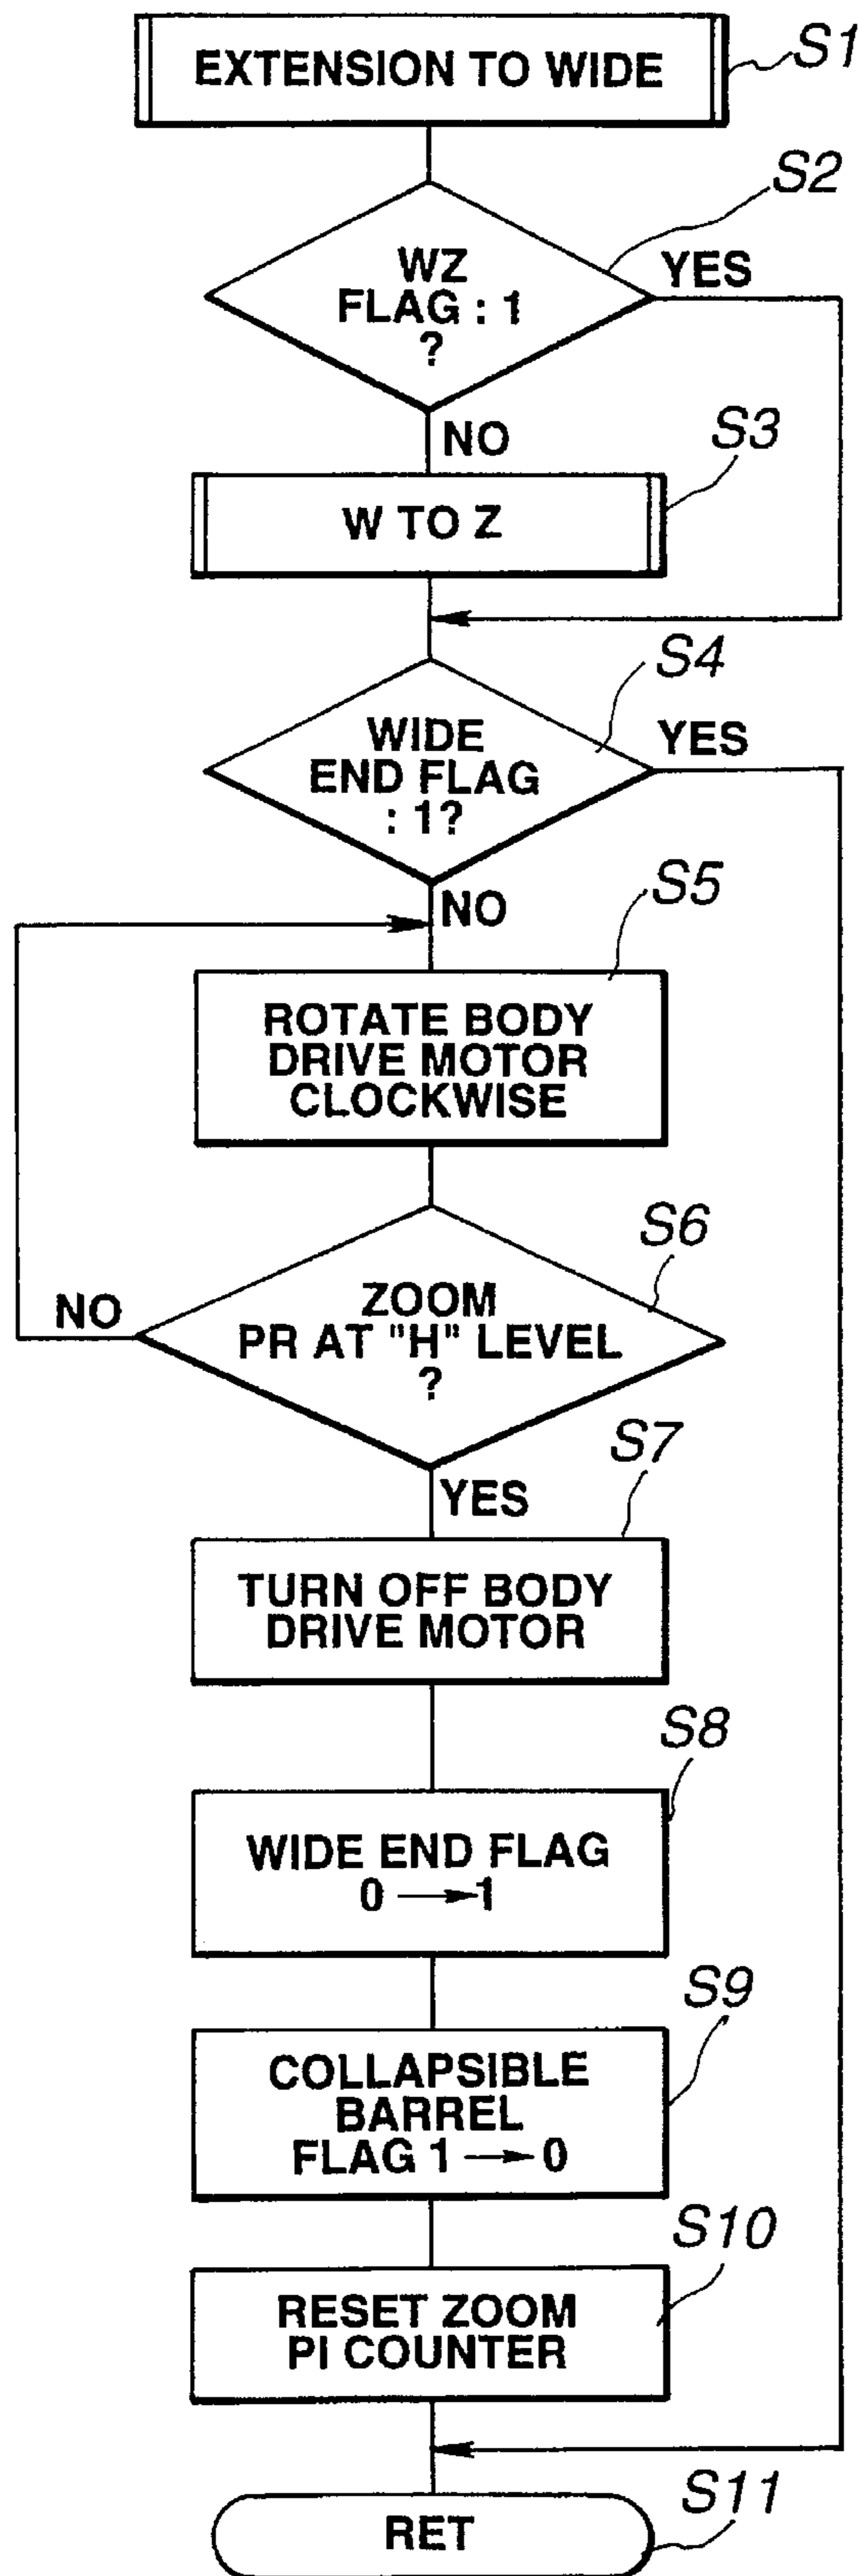 EXTENSION TO WIDE
S1
S2
WZ
FLAG : 1
?
YES
NO
S3
W TO Z
S4
WIDE
END FLAG
: 1?
YES
NO
S5
ROTATE BODY
DRIVE MOTOR
CLOCKWISE
S6
ZOOM
PR AT "H" LEVEL
?
NO
YES
S7
TURN OFF BODY
DRIVE MOTOR
S8
WIDE END FLAG
0 → 1
S9
COLLAPSIBLE
BARREL
FLAG 1 → 0
S10
RESET ZOOM
PI COUNTER
S11
RET